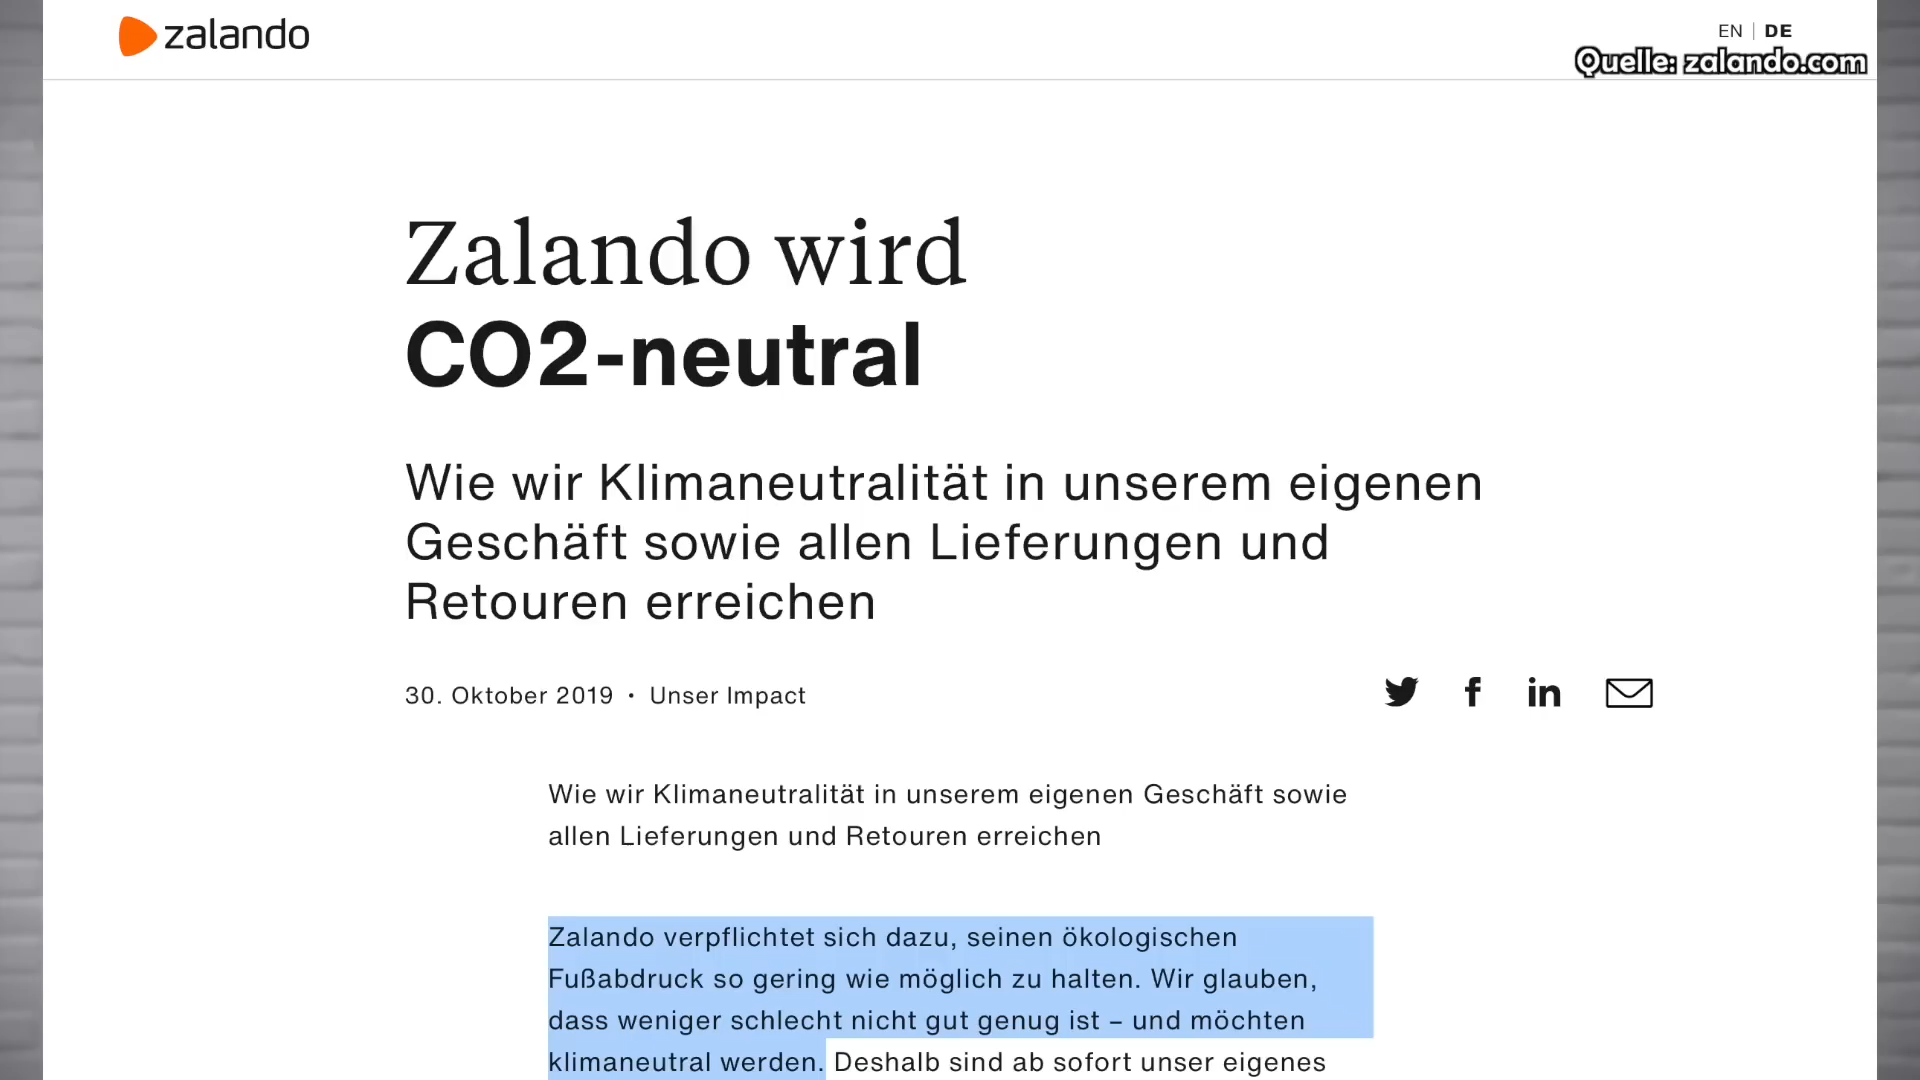 zalando
EN | DE
Quelle: zalando.com
Zalando wird
CO2-neutral
Wie wir Klimaneutralität in unserem eigenen
Geschäft sowie allen Lieferungen und
Retouren erreichen
30. Oktober 2019 • Unser Impact
Wie wir Klimaneutralität in unserem eigenen Geschäft sowie
allen Lieferungen und Retouren erreichen
Zalando verpflichtet sich dazu, seinen ökologischen
Fußabdruck so gering wie möglich zu halten. Wir glauben,
dass weniger schlecht nicht gut genug ist – und möchten
klimaneutral werden. Deshalb sind ab sofort unser eigenes